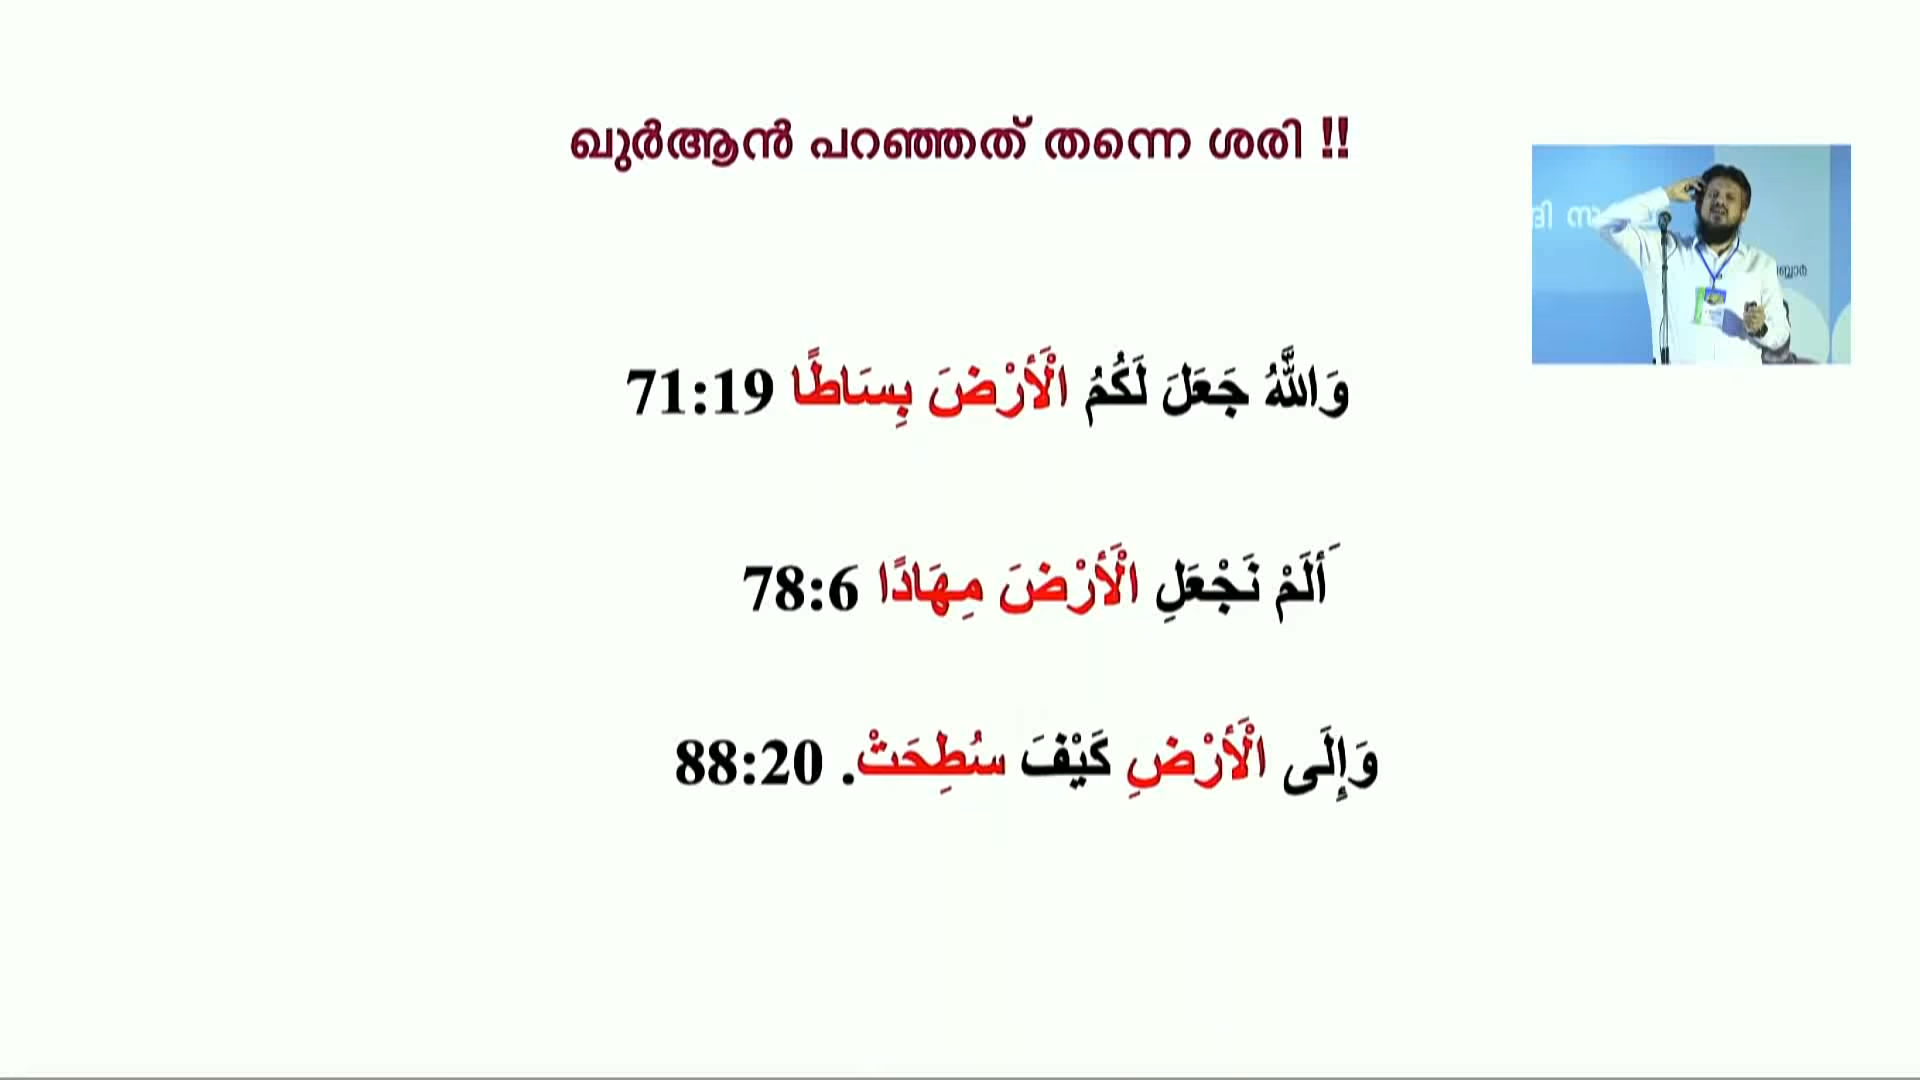 ഖുർആൻ പറഞ്ഞത് തന്നെ ശരി !!
وَاللَّهُ جَعَلَ لَكُمُ الْأَرْضَ بِسَاطًا 71:19
َأَلَمْ نَجْعَلِ الْأَرْضَ مِهَادًا 78:6
وَإِلَى الْأَرْضِ كَيْفَ سُطِحَتْ. 88:20